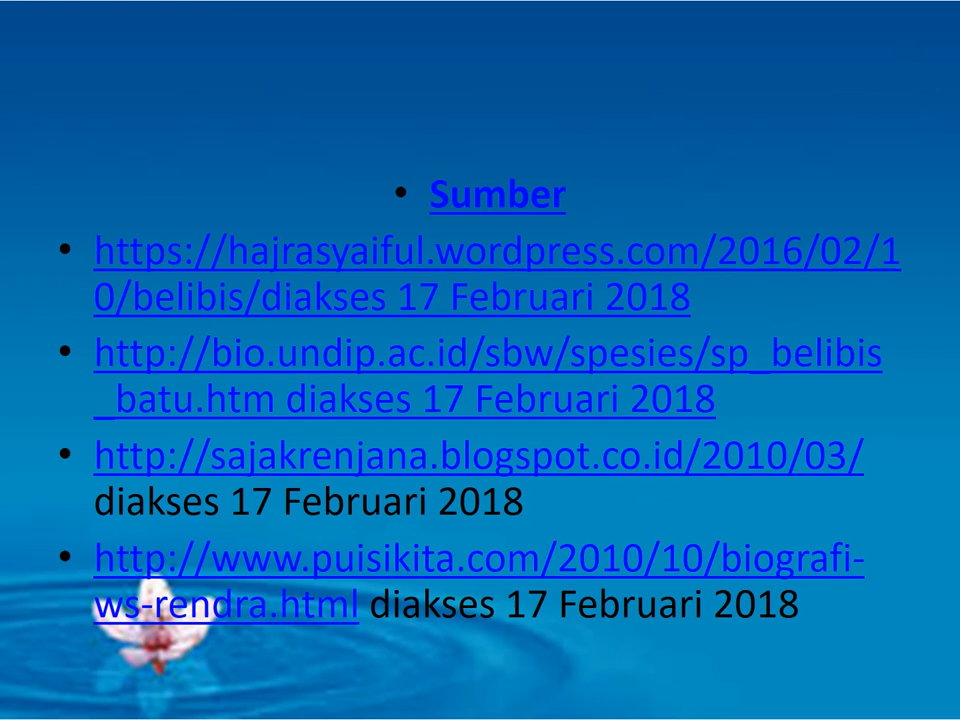 • Sumber
• https://hajrasyaiful.wordpress.com/2016/02/1
0/belibis/diakses 17 Februari 2018
• http://bio.undip.ac.id/sbw/spesies/sp_belibis
_batu.htm diakses 17 Februari 2018
• http://sajakrenjana.blogspot.co.id/2010/03/
diakses 17 Februari 2018
• http://www.puisikita.com/2010/10/biografi-
ws-rendra.html diakses 17 Februari 2018